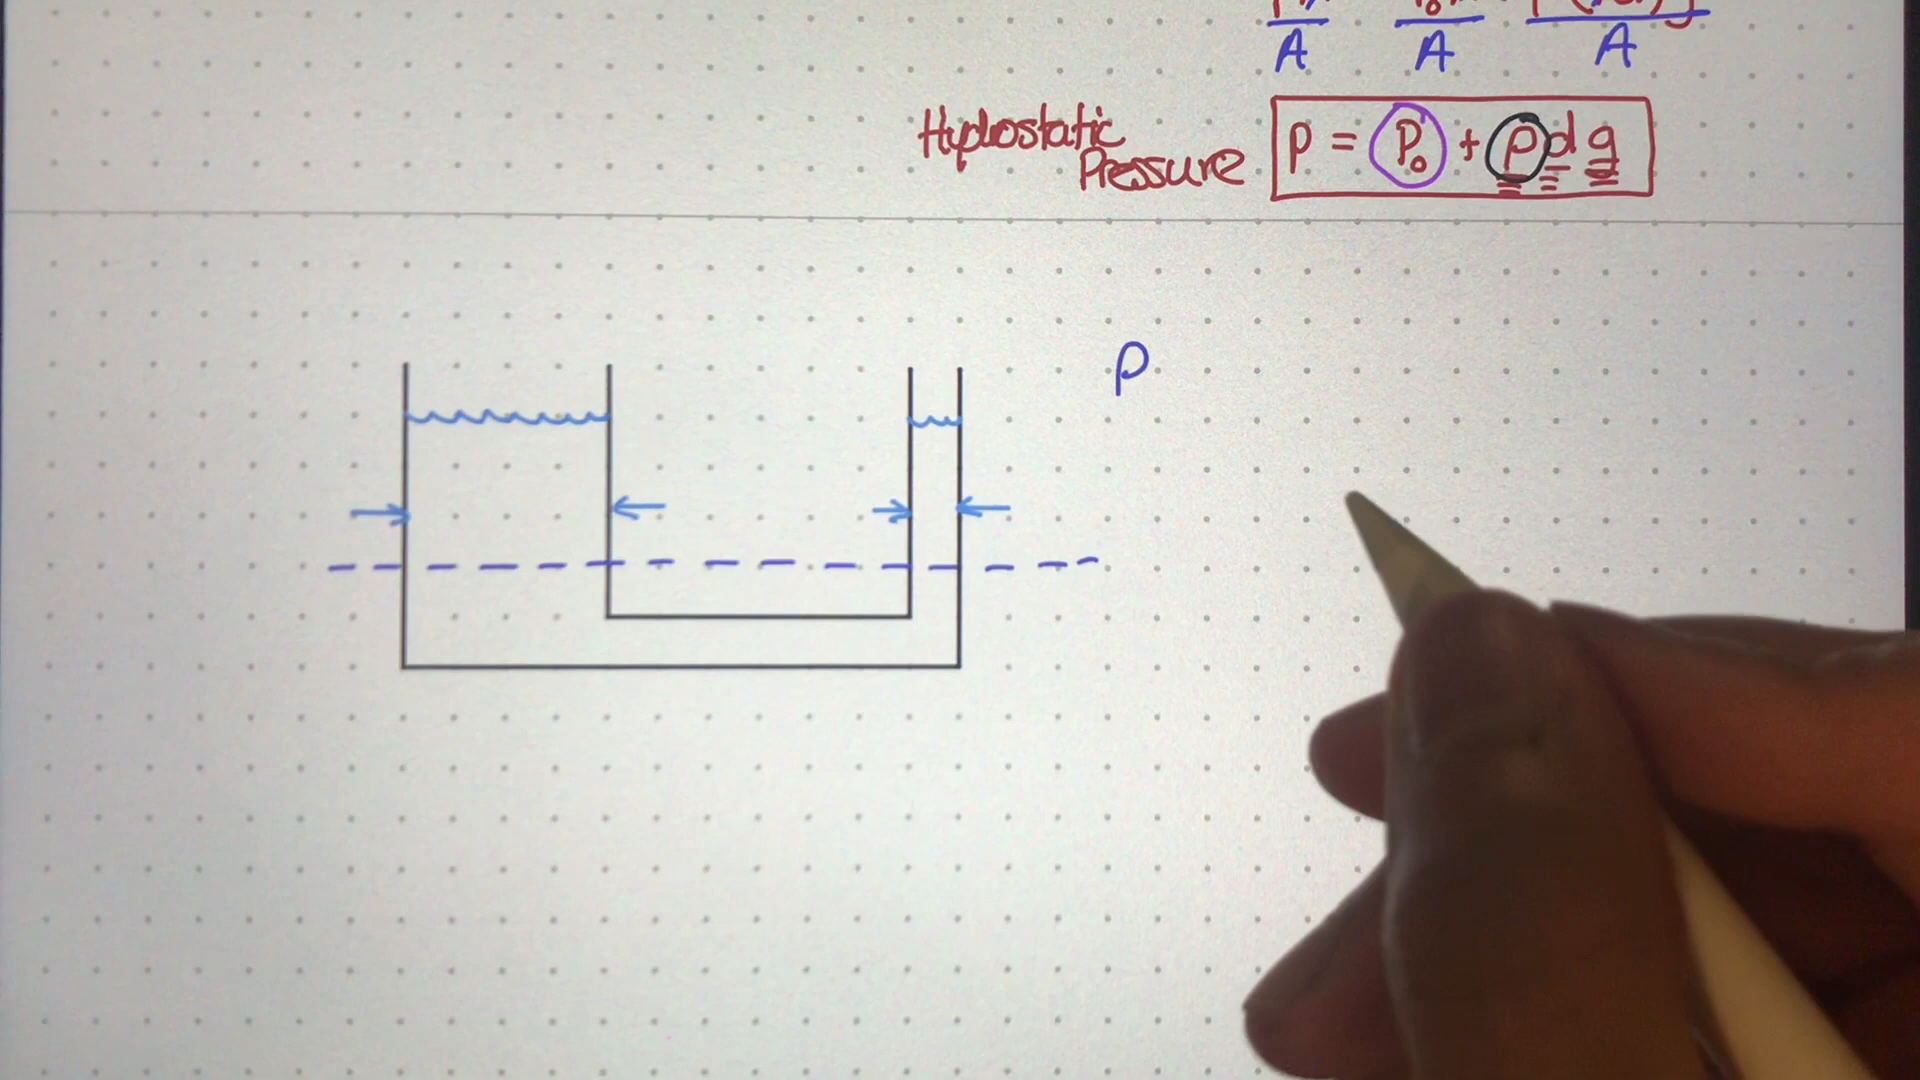 A A A
Hydrostatic
Pressure
P = P₀ + ρdg
ρ